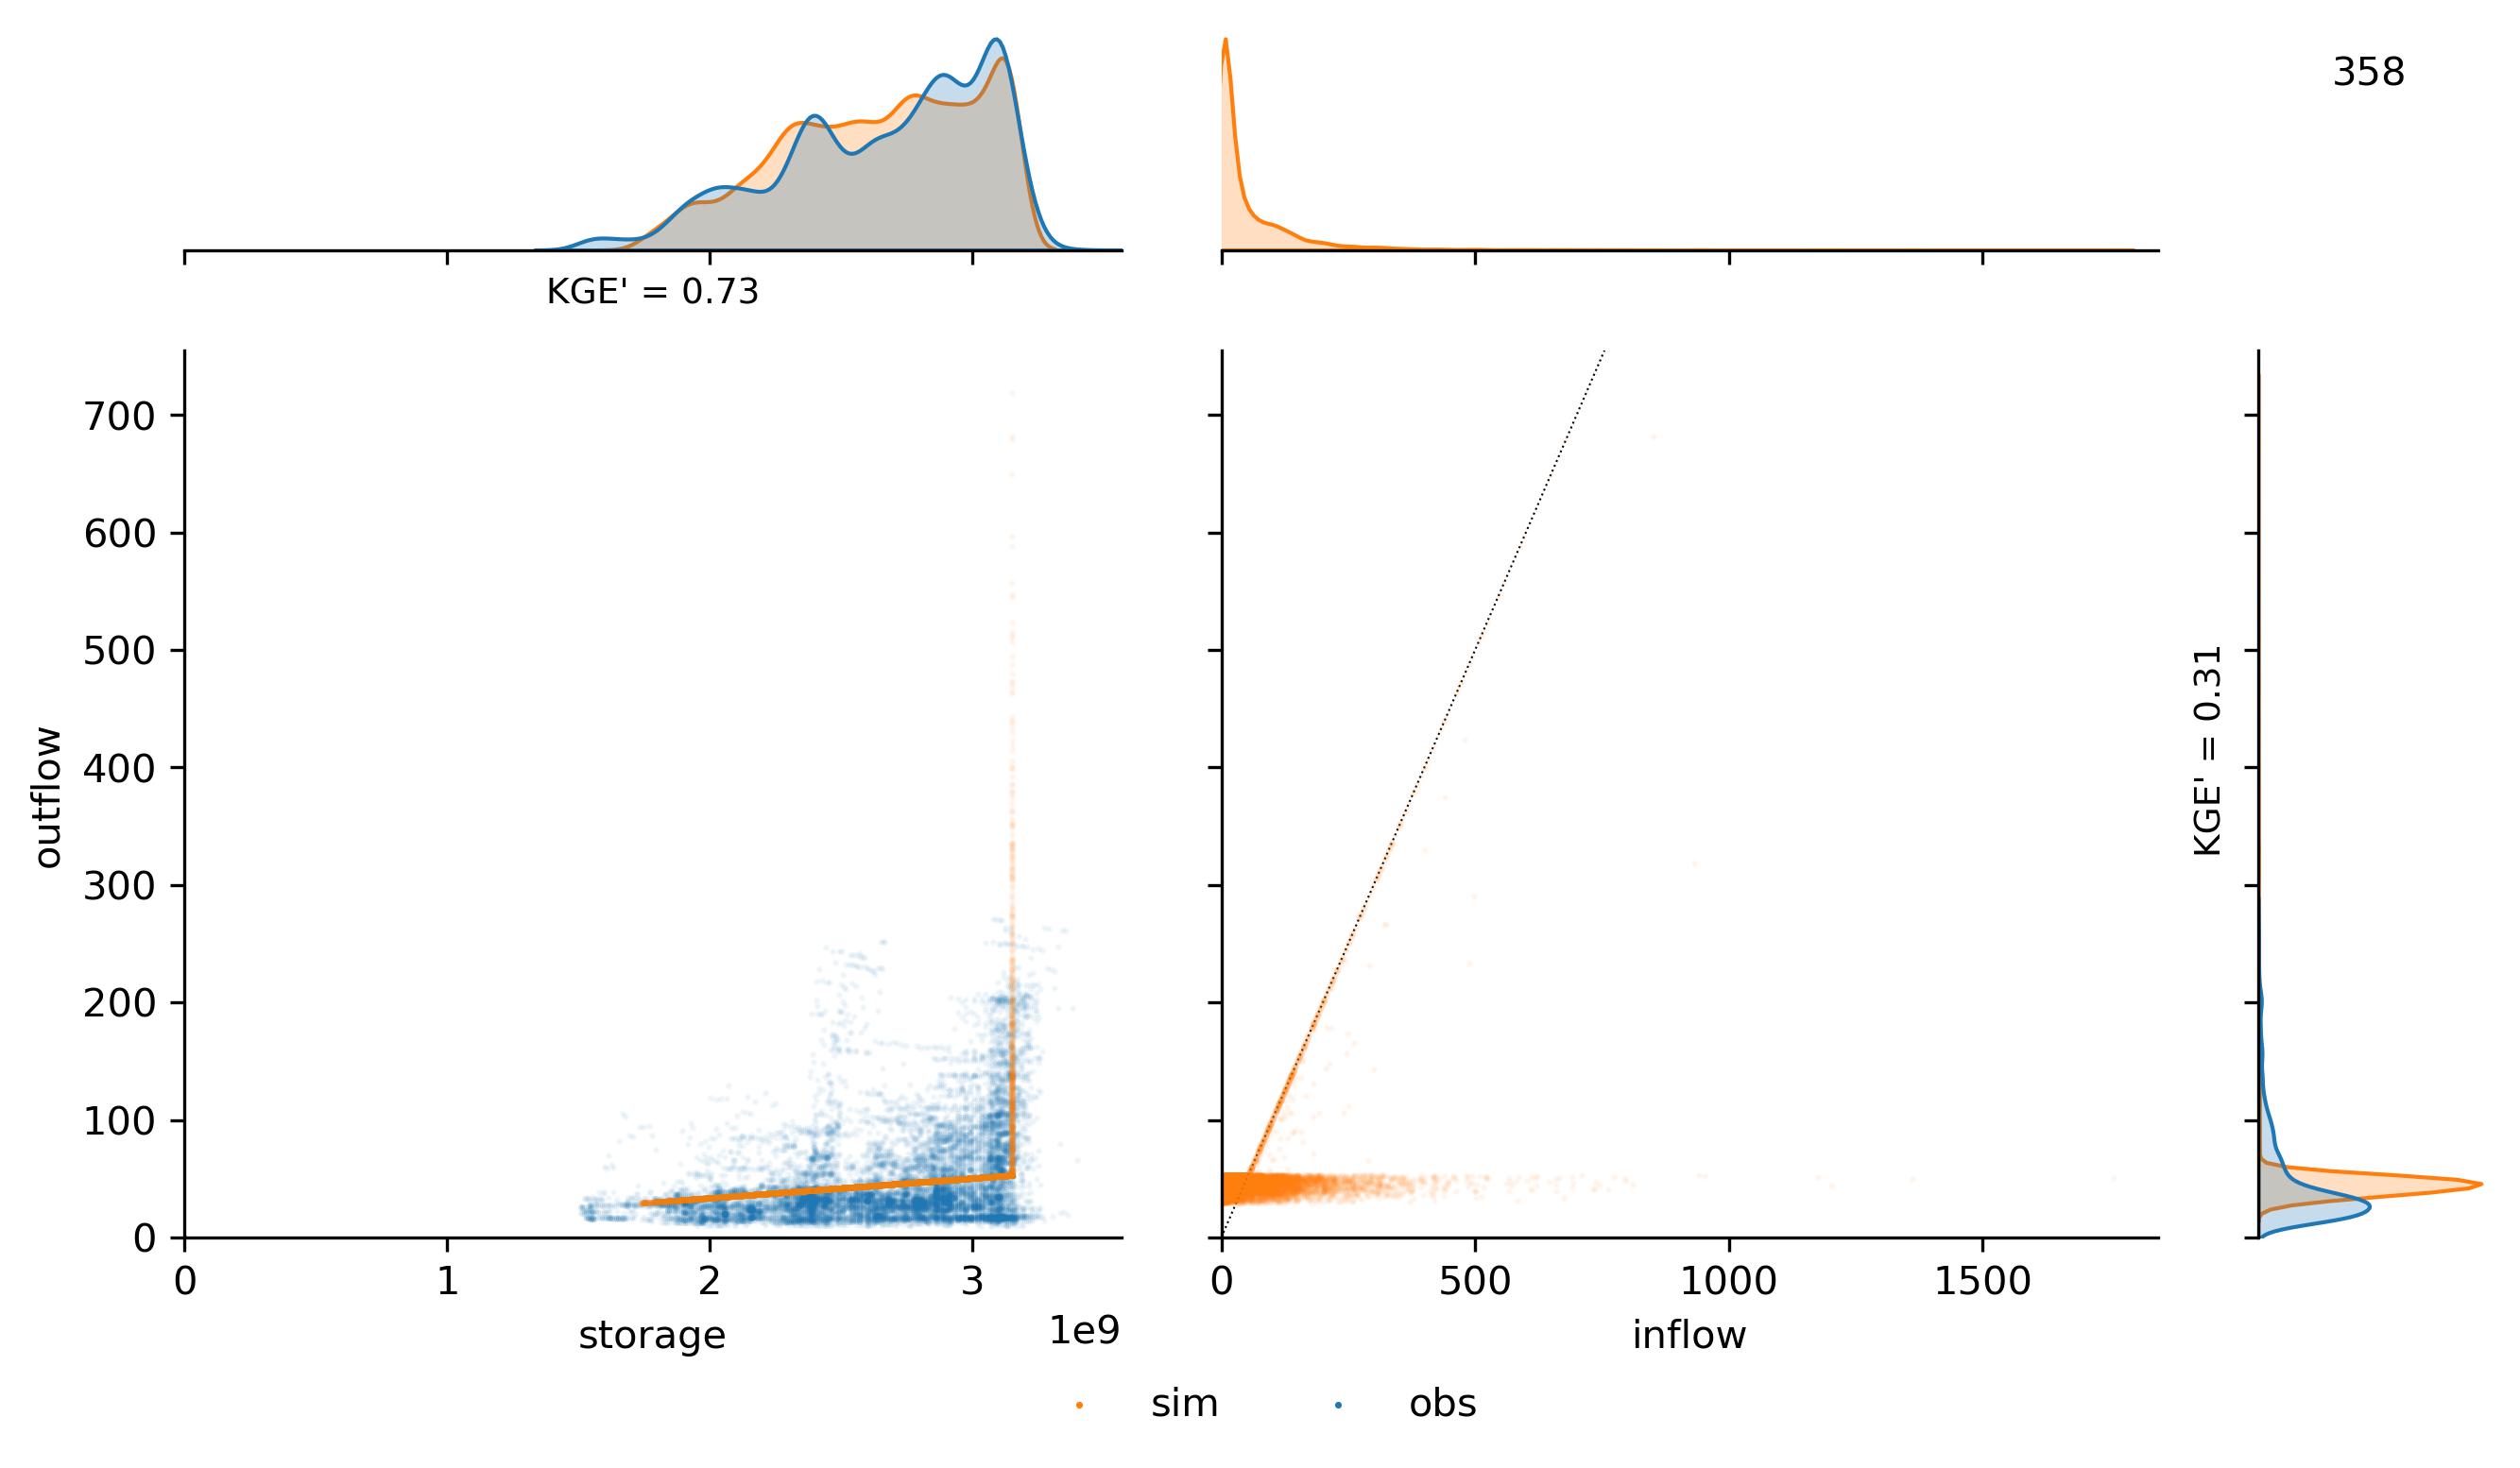 358
KGE' = 0.73
700
600
500
400
300
200
100
0
outflow
KGE' = 0.31
0 1 2 3
0 500 1000 1500
1e9
storage
inflow
sim obs